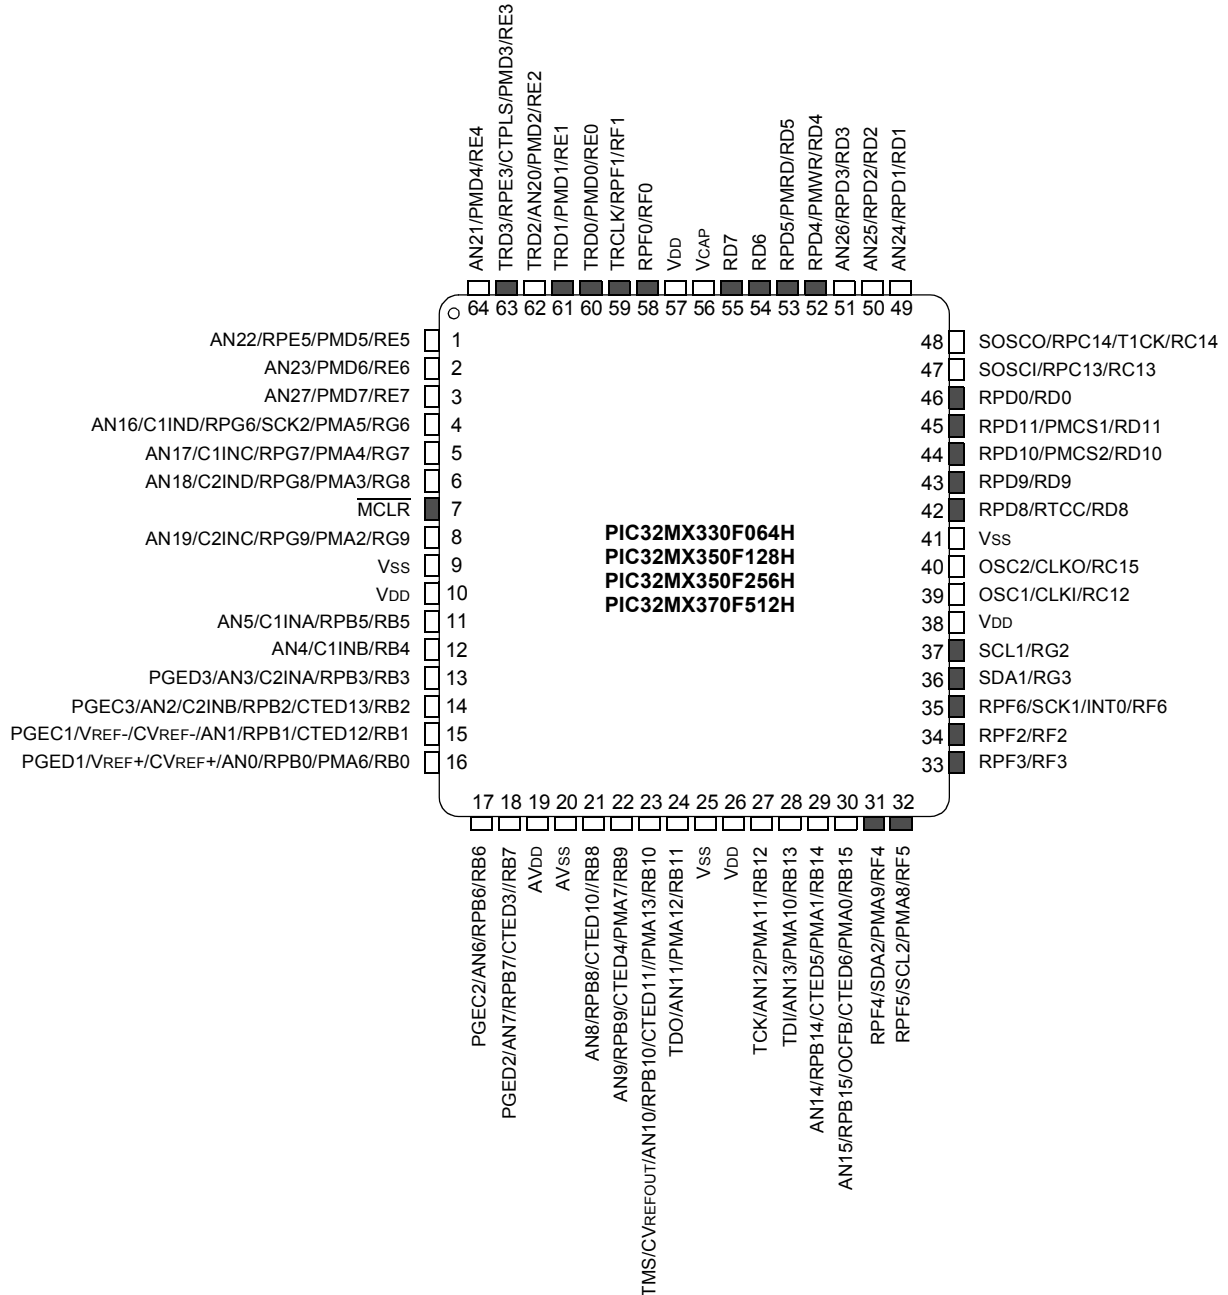 AN21/PMD4/RE4
TRD3/RPE3/CTPLS/PMD3/RE3
TRD2/AN20/PMD2/RE2
TRD1/PMD1/RE1
TRD0/PMD0/RE0
TRCLK/RPF1/RF1
RPF0/RF0
VDD
VCAP
RD7
RD6
RPD5/PMRD/RD5
RPD4/PMWR/RD4
AN26/RPD3/RD3
AN25/RPD2/RD2
AN24/RPD1/RD1
64 63 62 61 60 59 58 57 56 55 54 53 52 51 50 49
AN22/RPE5/PMD5/RE5 1
AN23/PMD6/RE6 2
AN27/PMD7/RE7 3
AN16/C1IND/RPG6/SCK2/PMA5/RG6 4
AN17/C1INC/RPG7/PMA4/RG7 5
AN18/C2IND/RPG8/PMA3/RG8 6
MCLR 7
AN19/C2INC/RPG9/PMA2/RG9 8
VSS 9
VDD 10
AN5/C1INA/RPB5/RB5 11
AN4/C1INB/RB4 12
PGED3/AN3/C2INA/RPB3/RB3 13
PGEC3/AN2/C2INB/RPB2/CTED13/RB2 14
PGEC1/VREF-/CVREF-/AN1/RPB1/CTED12/RB1 15
PGED1/VREF+/CVREF+/AN0/RPB0/PMA6/RB0 16
PIC32MX330F064H
PIC32MX350F128H
PIC32MX350F256H
PIC32MX370F512H
48 SOSCO/RPC14/T1CK/RC14
47 SOSCI/RPC13/RC13
46 RPD0/RD0
45 RPD11/PMCS1/RD11
44 RPD10/PMCS2/RD10
43 RPD9/RD9
42 RPD8/RTCC/RD8
41 VSS
40 OSC2/CLKO/RC15
39 OSC1/CLKI/RC12
38 VDD
37 SCL1/RG2
36 SDA1/RG3
35 RPF6/SCK1/INT0/RF6
34 RPF2/RF2
33 RPF3/RF3
17 18 19 20 21 22 23 24 25 26 27 28 29 30 31 32
PGEC2/AN6/RPB6/RB6
PGED2/AN7/RPB7/CTED3//RB7
AVDD
AVSS
AN8/RPB8/CTED10//RB8
AN9/RPB9/CTED4/PMA7/RB9
TMS/CVREFOUT/AN10/RPB10/CTED11//PMA13/RB10
TDO/AN11/PMA12/RB11
VSS
VDD
TCK/AN12/PMA11/RB12
TDI/AN13/PMA10/RB13
AN14/RPB14/CTED5/PMA1/RB14
AN15/RPB15/OCFB/CTED6/PMA0/RB15
RPF4/SDA2/PMA9/RF4
RPF5/SCL2/PMA8/RF5